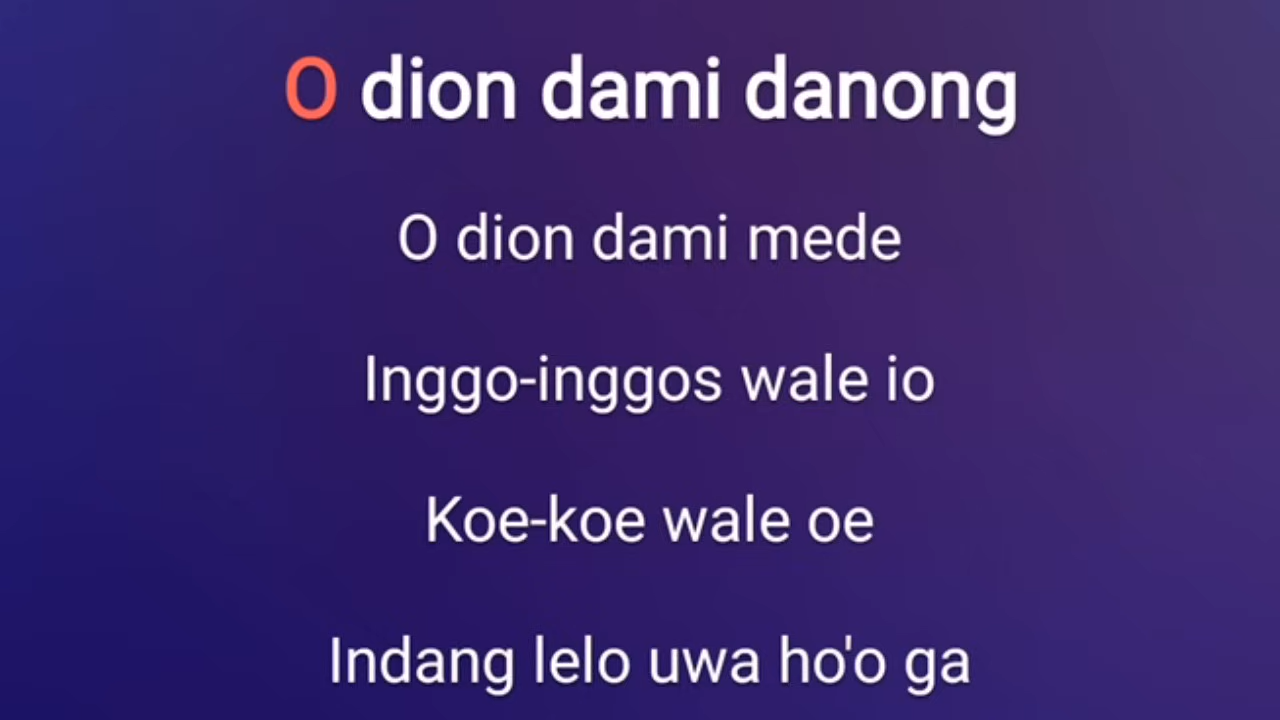 O dion dami danong
O dion dami mede
Inggo-inggos wale io
Koe-koe wale oe
Indang lelo uwa ho'o ga